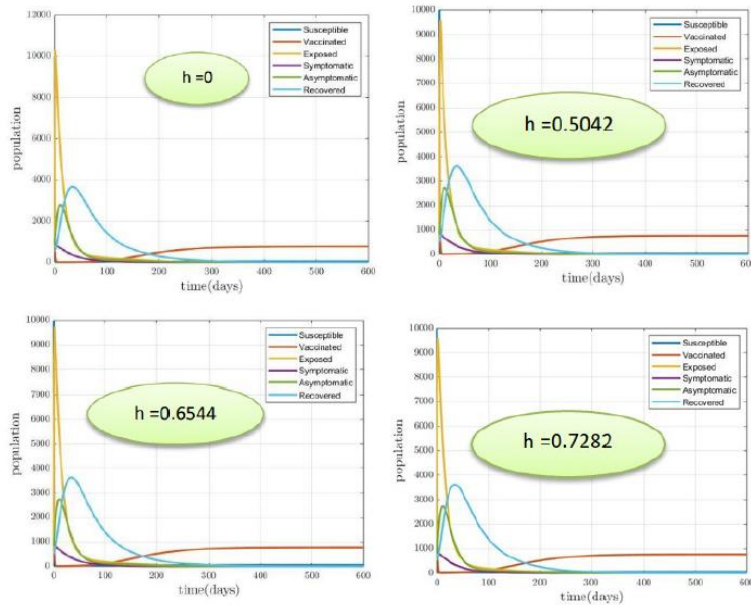 12000
10000
8000
6000
4000
2000
0
population
h =0
Susceptible
Vaccinated
Exposed
Symptomatic
Asymptomatic
Recovered
0 100 200 300 400 500 600
time(days)
10000
9000
8000
7000
6000
5000
4000
3000
2000
1000
0
population
h =0.5042
Susceptible
Vaccinated
Exposed
Symptomatic
Asymptomatic
Recovered
0 100 200 300 400 500 600
time(days)
10000
9000
8000
7000
6000
5000
4000
3000
2000
1000
0
population
h =0.6544
Susceptible
Vaccinated
Exposed
Symptomatic
Asymptomatic
Recovered
0 100 200 300 400 500 600
time(days)
10000
9000
8000
7000
6000
5000
4000
3000
2000
1000
0
population
h =0.7282
Susceptible
Vaccinated
Exposed
Symptomatic
Asymptomatic
Recovered
0 100 200 300 400 500 600
time(days)